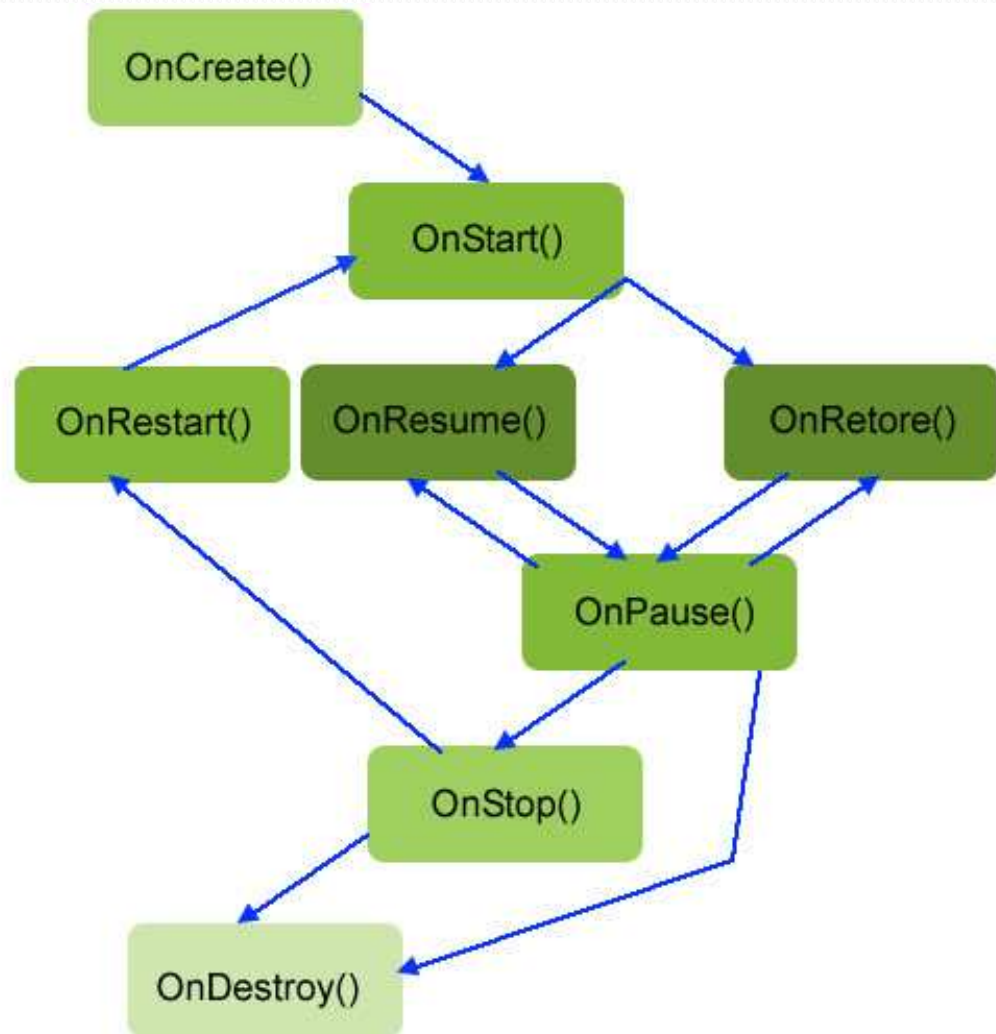 OnCreate()
OnStart()
OnRestart()
OnResume()
OnRetore()
OnPause()
OnStop()
OnDestroy()